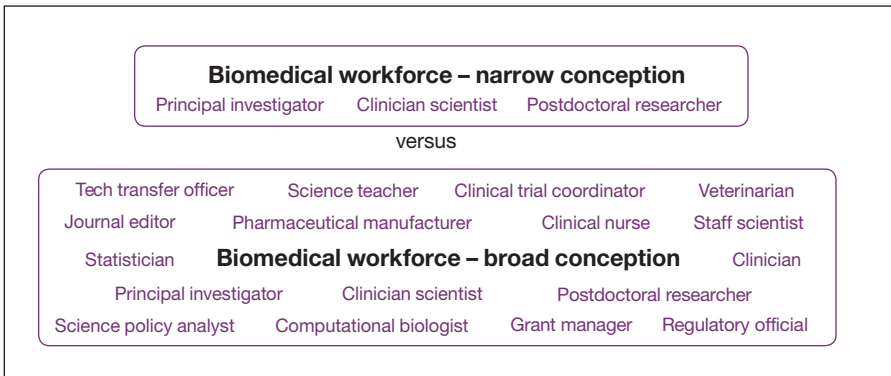 Biomedical workforce – narrow conception
Principal investigator Clinician scientist Postdoctoral researcher
versus
Tech transfer officer Science teacher Clinical trial coordinator Veterinarian
Journal editor Pharmaceutical manufacturer Clinical nurse Staff scientist
Statistician Biomedical workforce – broad conception Clinician
Principal investigator Clinician scientist Postdoctoral researcher
Science policy analyst Computational biologist Grant manager Regulatory official